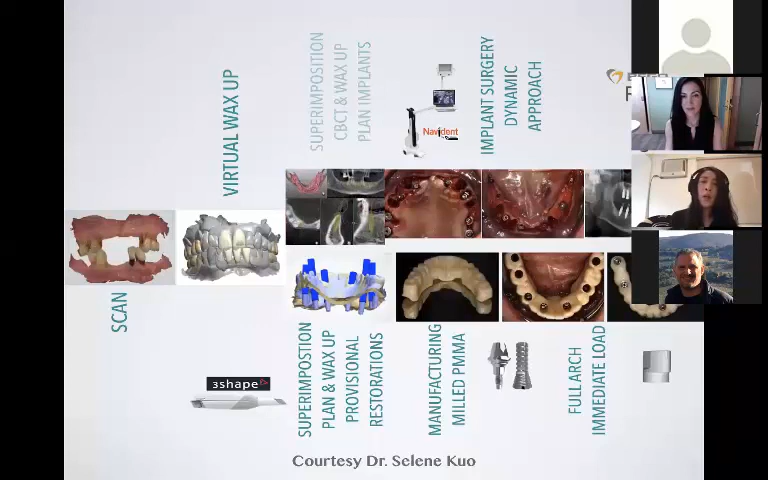 SCAN
VIRTUAL WAX UP
SUPERIMPOSITION
CBCT & WAX UP
PLAN IMPLANTS
Navident
IMPLANT SURGERY
DYNAMIC
APPROACH
3shape
SUPERIMPOSTION
PLAN & WAX UP
PROVISIONAL
RESTORATIONS
MANUFACTURING
MILLED PMMA
FULL ARCH
IMMEDIATE LOAD
Courtesy Dr. Selene Kuo